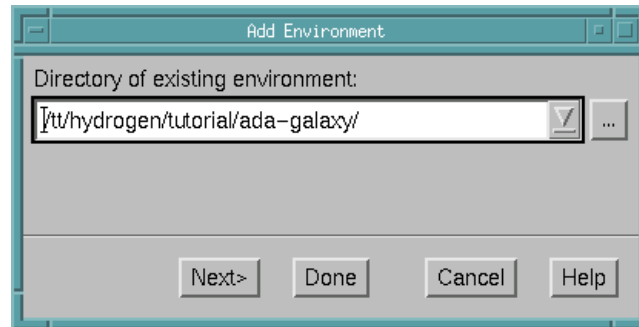 Add Environment
Directory of existing environment:
/tt/hydrogen/tutorial/ada-galaxy/
...
Next> Done Cancel Help